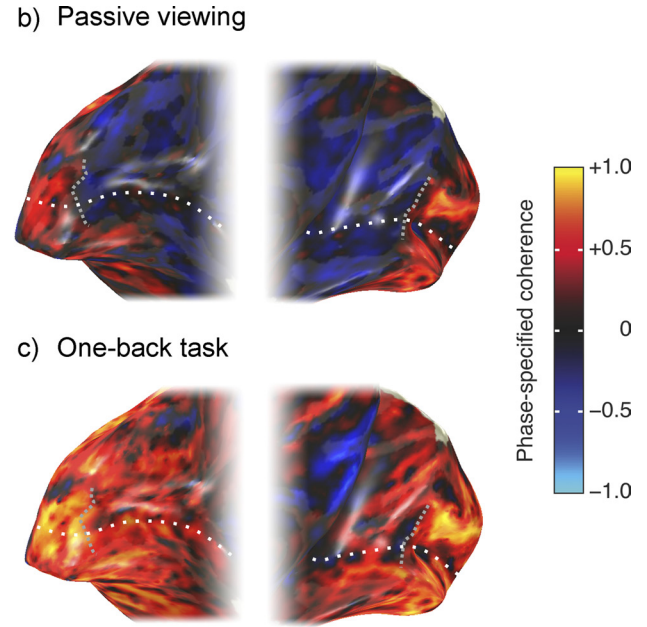 b) Passive viewing
+1.0
+0.5
0
−0.5
−1.0
Phase-specified coherence
c) One-back task